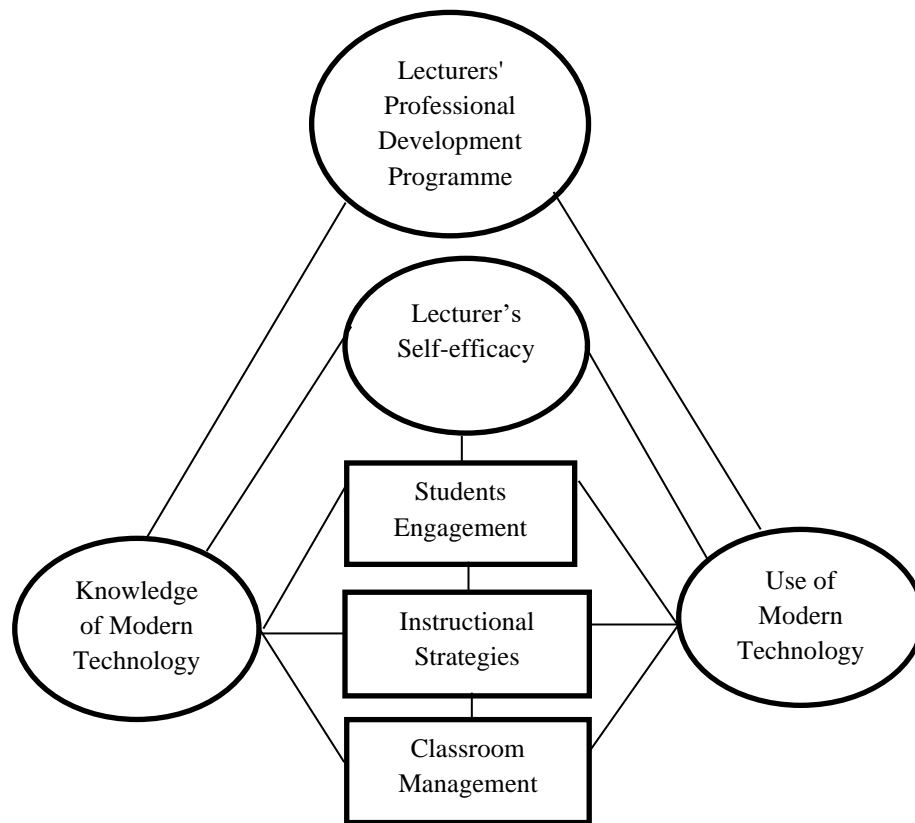 Lecturers'
Professional
Development
Programme
Lecturer’s
Self-efficacy
Students
Engagement
Knowledge
of Modern
Technology
Instructional
Strategies
Use of
Modern
Technology
Classroom
Management